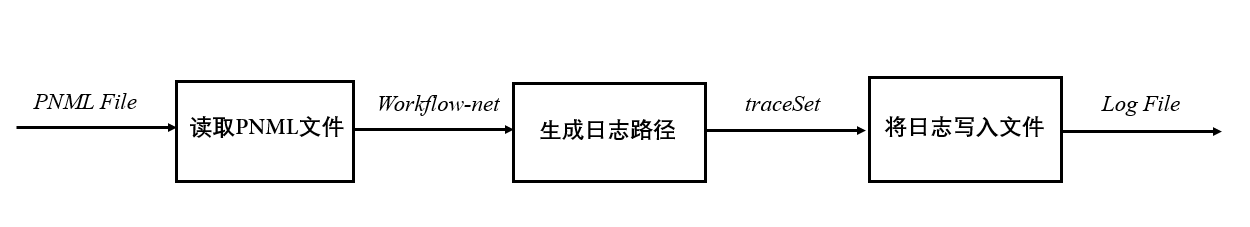 PNML File
读取PNML文件
Workflow-net
生成日志路径
traceSet
将日志写入文件
Log File